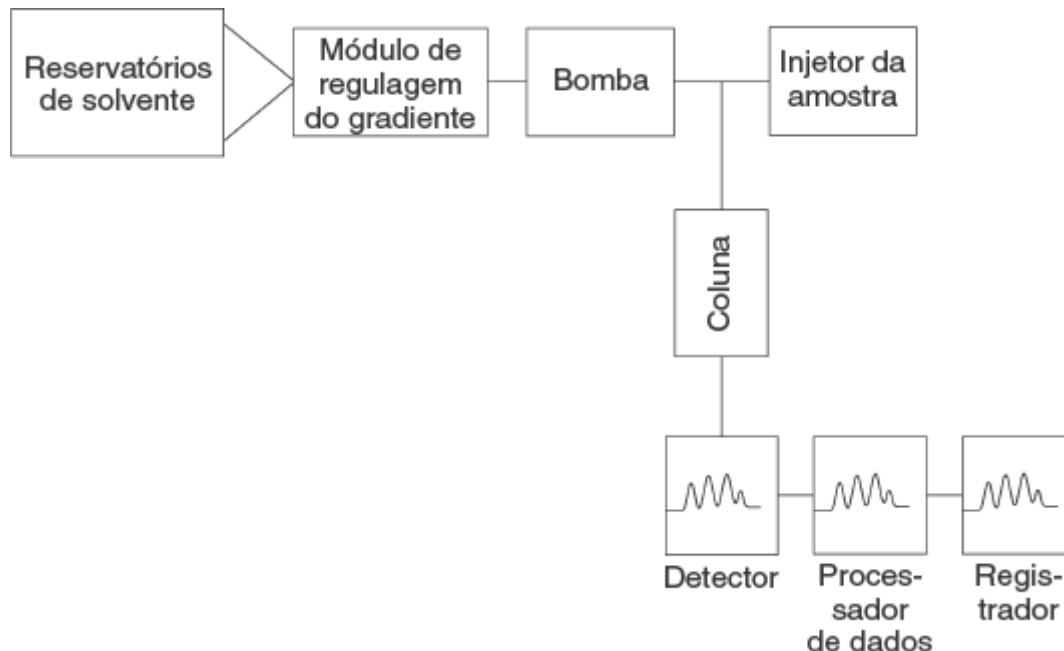 Reservatórios
de solvente
Módulo de
regulagem
do gradiente
Bomba
Injetor da
amostra
Coluna
Detector
Proces-
sador
de dados
Regis-
trador